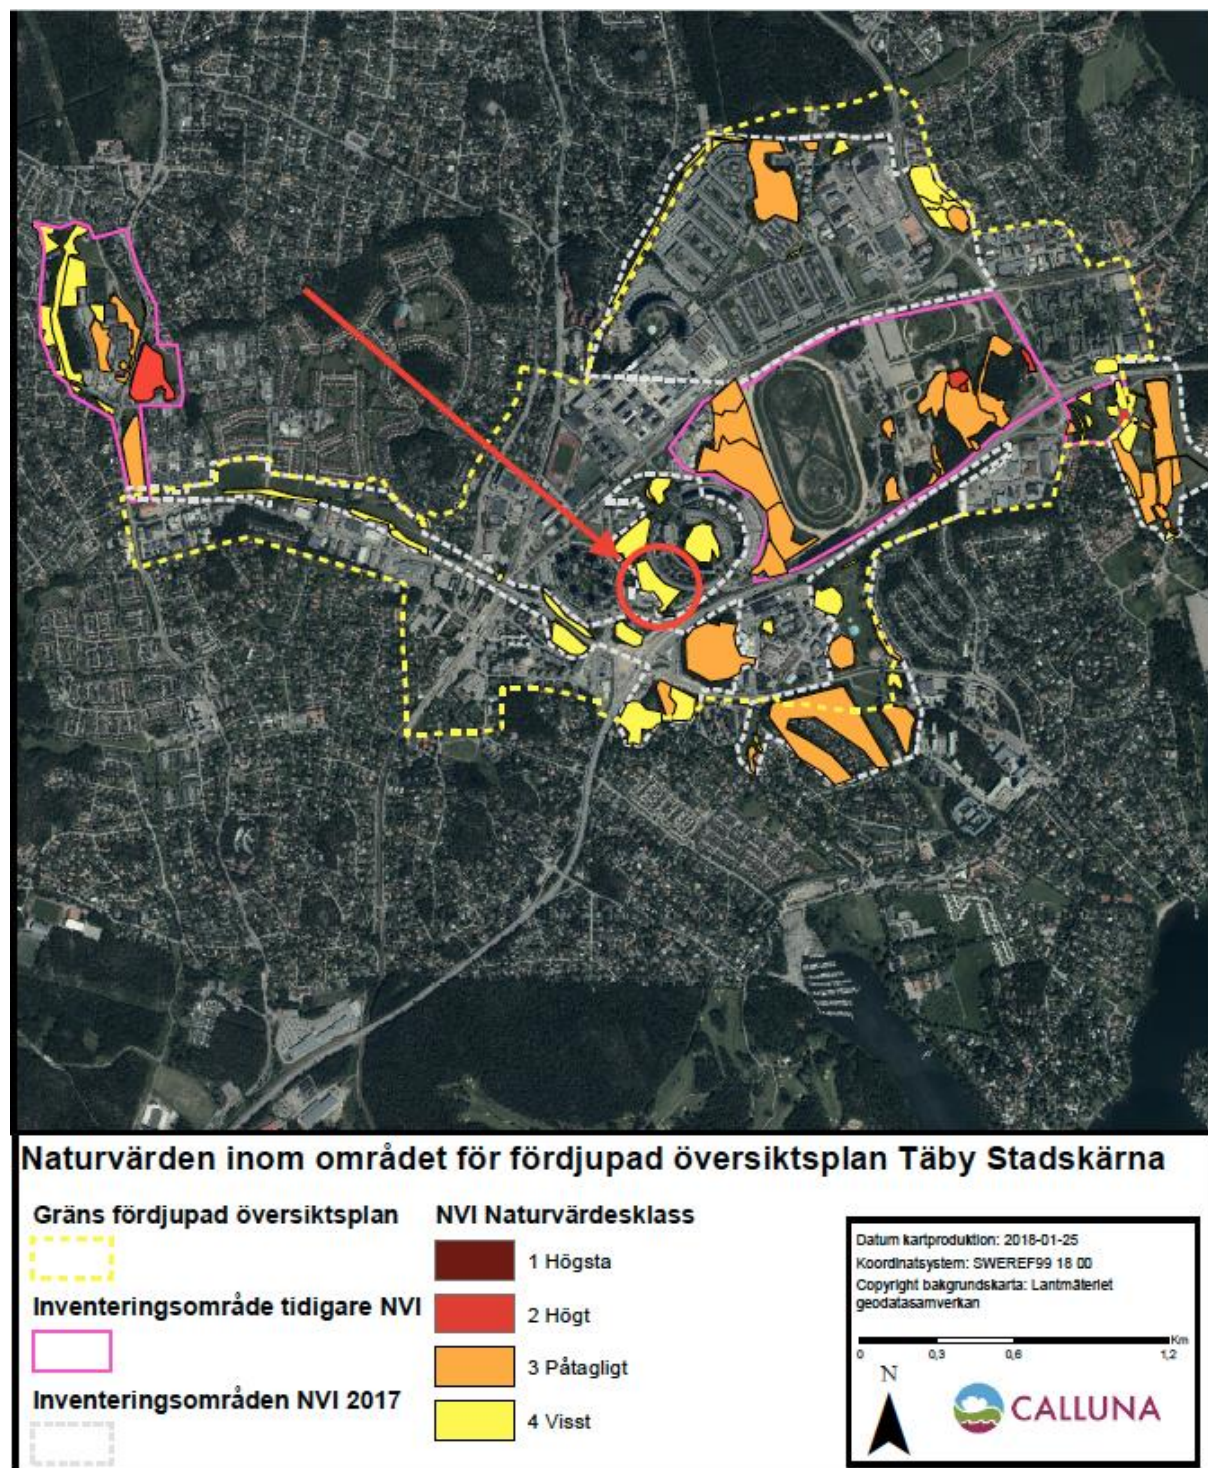 Naturvärden inom området för fördjupad översiktsplan Täby Stadskärna
Gräns fördjupad översiktsplan
Inventeringsområde tidigare NVI
Inventeringsområden NVI 2017
NVI Naturvärdesklass
1 Högsta
2 Högt
3 Påtagligt
4 Visst
Datum kartproduktion: 2018-01-25
Koordinatsystem: SWEREF99 18 00
Copyright bakgrundskarta: Lantmäteriet
geodatasamverkan
Km
0 0,3 0,6 1,2
N
CALLUNA